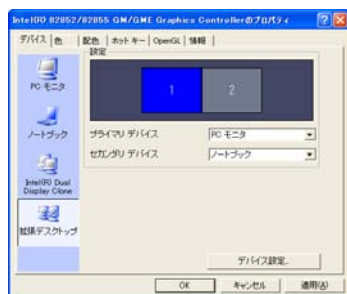 Intel(R) 82852/82855 GM/GME Graphics Controllerのプロパティ
デバイス 色 配色 ホット キー OpenGL 情報
設定
PC モニタ
1 2
ノートブック
プライマリ デバイス PC モニタ
セカンダリ デバイス ノートブック
Intel(R) Dual
Display Clone
拡張デスクトップ
デバイス設定...
OK キャンセル 適用(A)